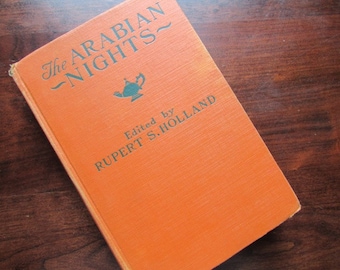 The ARABIAN
~NIGHTS~
Edited by
RUPERT S. HOLLAND